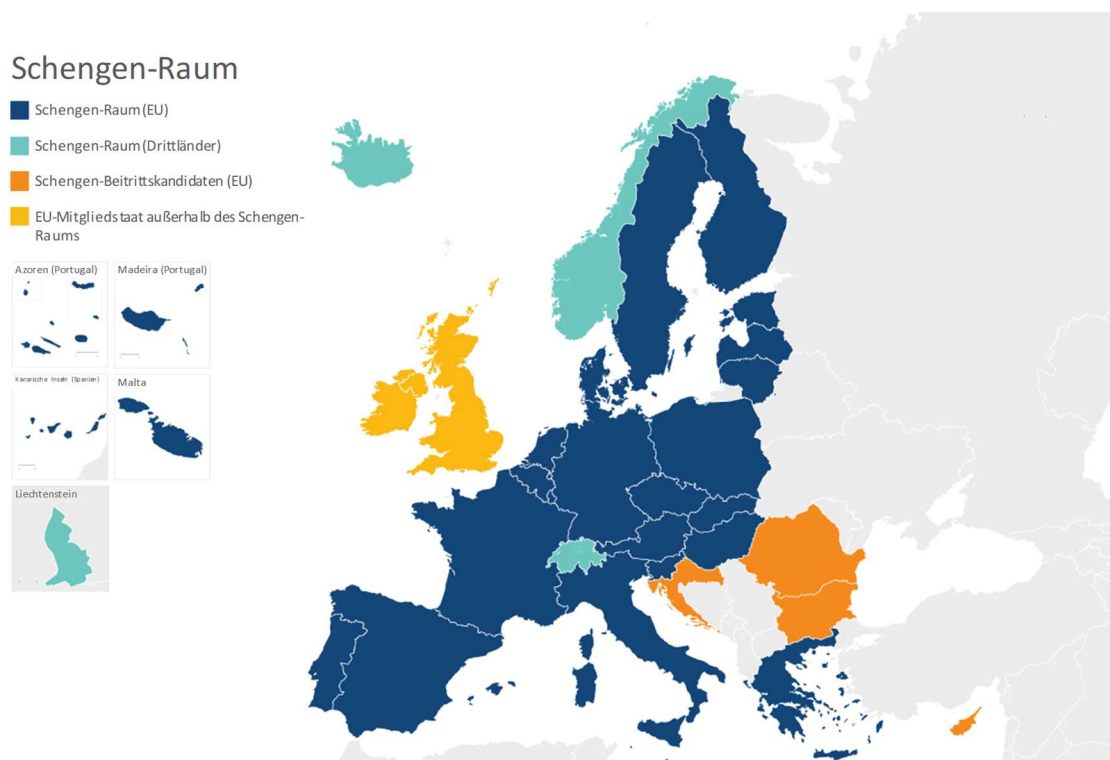 Schengen-Raum
Schengen-Raum (EU)
Schengen-Raum (Drittländer)
Schengen-Beitrittskandidaten (EU)
EU-Mitgliedstaat außerhalb des Schengen-
Raums
Azoren (Portugal)
Madeira (Portugal)
Kanarische Inseln (Spanien)
Malta
Liechtenstein